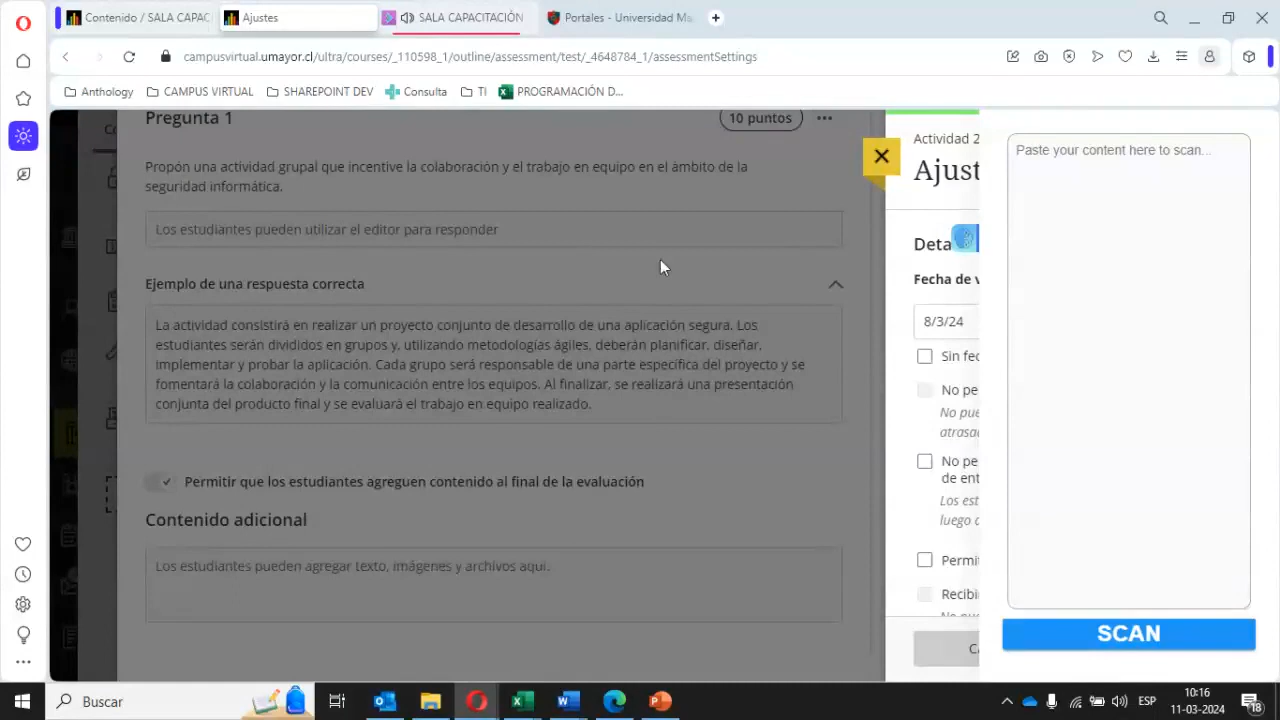 Contenido / SALA CAPAC
Ajustes
SALA CAPACITACIÓN
Portales - Universidad Ma
campusvirtual.umayor.cl/ultra/courses/_110598_1/outline/assessment/test/_4648784_1/assessmentSettings
Anthology
CAMPUS VIRTUAL
SHAREPOINT DEV
Consulta
TI
PROGRAMACIÓN D...
Pregunta 1
10 puntos
Propón una actividad grupal que incentive la colaboración y el trabajo en equipo en el ámbito de la
seguridad informática.
Los estudiantes pueden utilizar el editor para responder
Ejemplo de una respuesta correcta
La actividad consistirá en realizar un proyecto conjunto de desarrollo de una aplicación segura. Los
estudiantes serán divididos en grupos y, utilizando metodologías ágiles, deberán planificar, diseñar,
implementar y probar la aplicación. Cada grupo será responsable de una parte específica del proyecto y se
fomentará la colaboración y la comunicación entre los equipos. Al finalizar, se realizará una presentación
conjunta del producto final y se evaluará el trabajo en equipo realizado.
Permitir que los estudiantes agreguen contenido al final de la evaluación
Contenido adicional
Los estudiantes pueden agregar texto, imágenes y archivos aquí.
Actividad 2
Ajust
Deta
Fecha de v
8/3/24
Sin fec
No pe
No pue
atrasad
No pe
de ent
Los est
luego d
Permit
Recibi
Ca
Paste your content here to scan...
SCAN
Buscar
ESP
10:16
11-03-2024
18